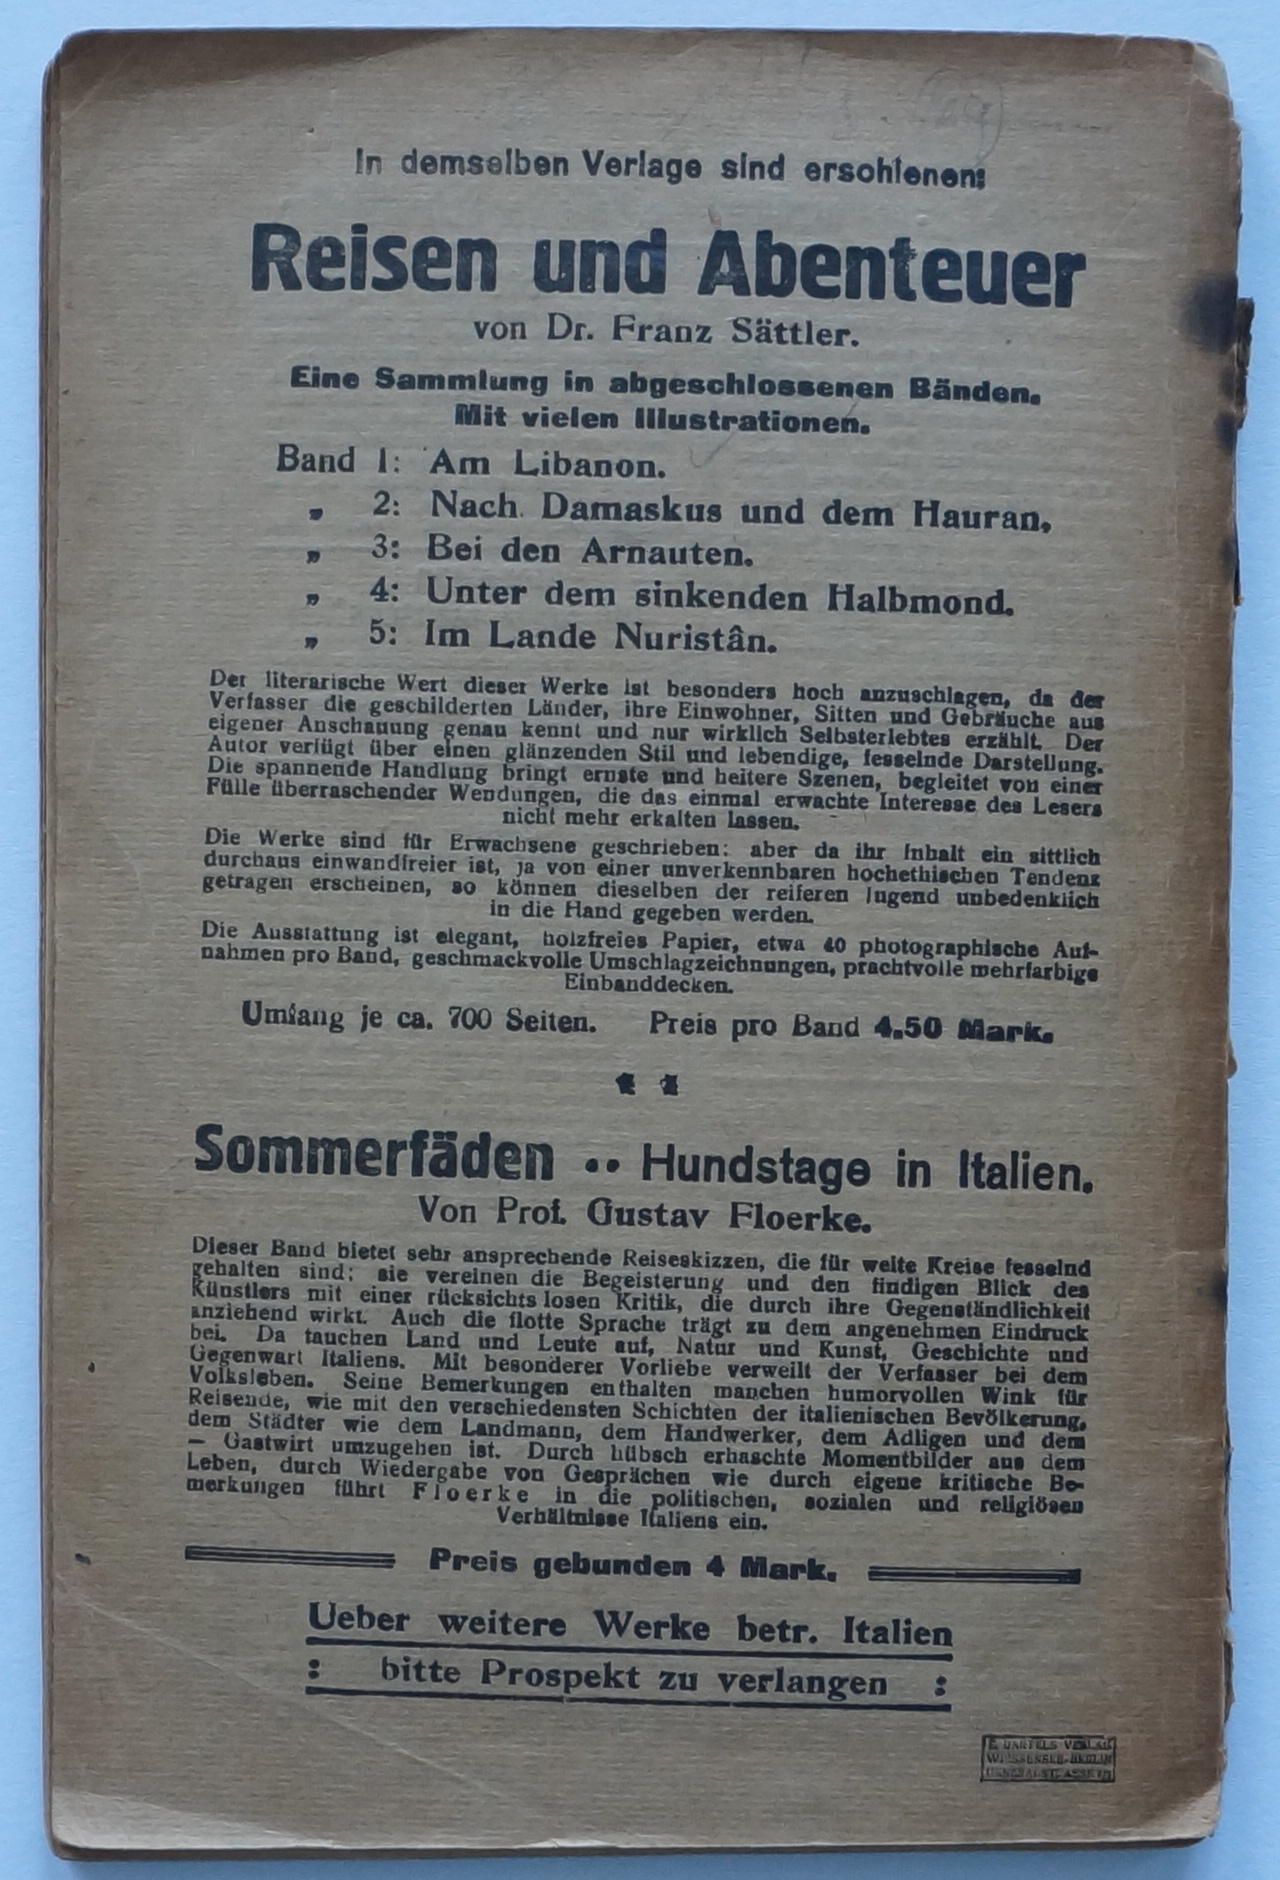 In demselben Verlage sind erschienen:
Reisen und Abenteuer
von Dr. Franz Sättler.
Eine Sammlung in abgeschlossenen Bänden.
Mit vielen Illustrationen.
Band 1: Am Libanon.
„ 2: Nach Damaskus und dem Hauran.
„ 3: Bei den Arnauten.
„ 4: Unter dem sinkenden Halbmond.
„ 5: Im Lande Nuristân.
Der literarische Wert dieser Werke ist besonders hoch anzuschlagen, da der
Verfasser die geschilderten Länder, ihre Einwohner, Sitten und Gebräuche aus
eigener Anschauung genau kennt und nur wirklich Selbsterlebtes erzählt. Der
Autor verfügt über einen glänzenden Stil und lebendige, fesselnde Darstellung.
Die spannende Handlung bringt ernste und heitere Szenen, begleitet von einer
Fülle überraschender Wendungen, die das einmal erwachte Interesse des Lesers
nicht mehr erkalten lassen.
Die Werke sind für Erwachsene geschrieben: aber da ihr Inhalt ein sittlich
durchaus einwandfreier ist, ja von einer unverkennbaren hochethischen Tendenz
getragen erscheinen, so können dieselben der reiferen Jugend unbedenklich
in die Hand gegeben werden.
Die Ausstattung ist elegant, holzfreies Papier, etwa 40 photographische Auf-
nahmen pro Band, geschmackvolle Umschlagzeichnungen, prachtvolle mehrfarbige
Einbanddecken.
Umfang je ca. 700 Seiten. Preis pro Band 4.50 Mark.
Sommerfäden .. Hundstage in Italien.
Von Prof. Gustav Floerke.
Dieser Band bietet sehr ansprechende Reiseskizzen, die für weite Kreise fesselnd
gehalten sind; sie vereinen die Begeisterung und den findigen Blick des
Künstlers mit einer rücksichtslosen Kritik, die durch ihre Gegenständlichkeit
anziehend wirkt. Auch die flotte Sprache trägt zu dem angenehmen Eindruck
bei. Da tauchen Land und Leute auf, Natur und Kunst, Geschichte und
Gegenwart Italiens. Mit besonderer Vorliebe verweilt der Verfasser bei dem
Volksleben. Seine Bemerkungen enthalten manchen humorvollen Wink für
Reisende, wie mit den verschiedensten Schichten der italienischen Bevölkerung,
dem Städter wie dem Landmann, dem Handwerker, dem Adligen und dem
— Gastwirt umzugehen ist. Durch hübsch erhaschte Momentbilder aus dem
Leben, durch Wiedergabe von Gesprächen wie durch eigene kritische Be-
merkungen führt Floerke in die politischen, sozialen und religiösen
Verhältnisse Italiens ein.
Preis gebunden 4 Mark.
Ueber weitere Werke betr. Italien
: bitte Prospekt zu verlangen :
E. BARTELS VERLAG
WEISSENSEE-BERLIN